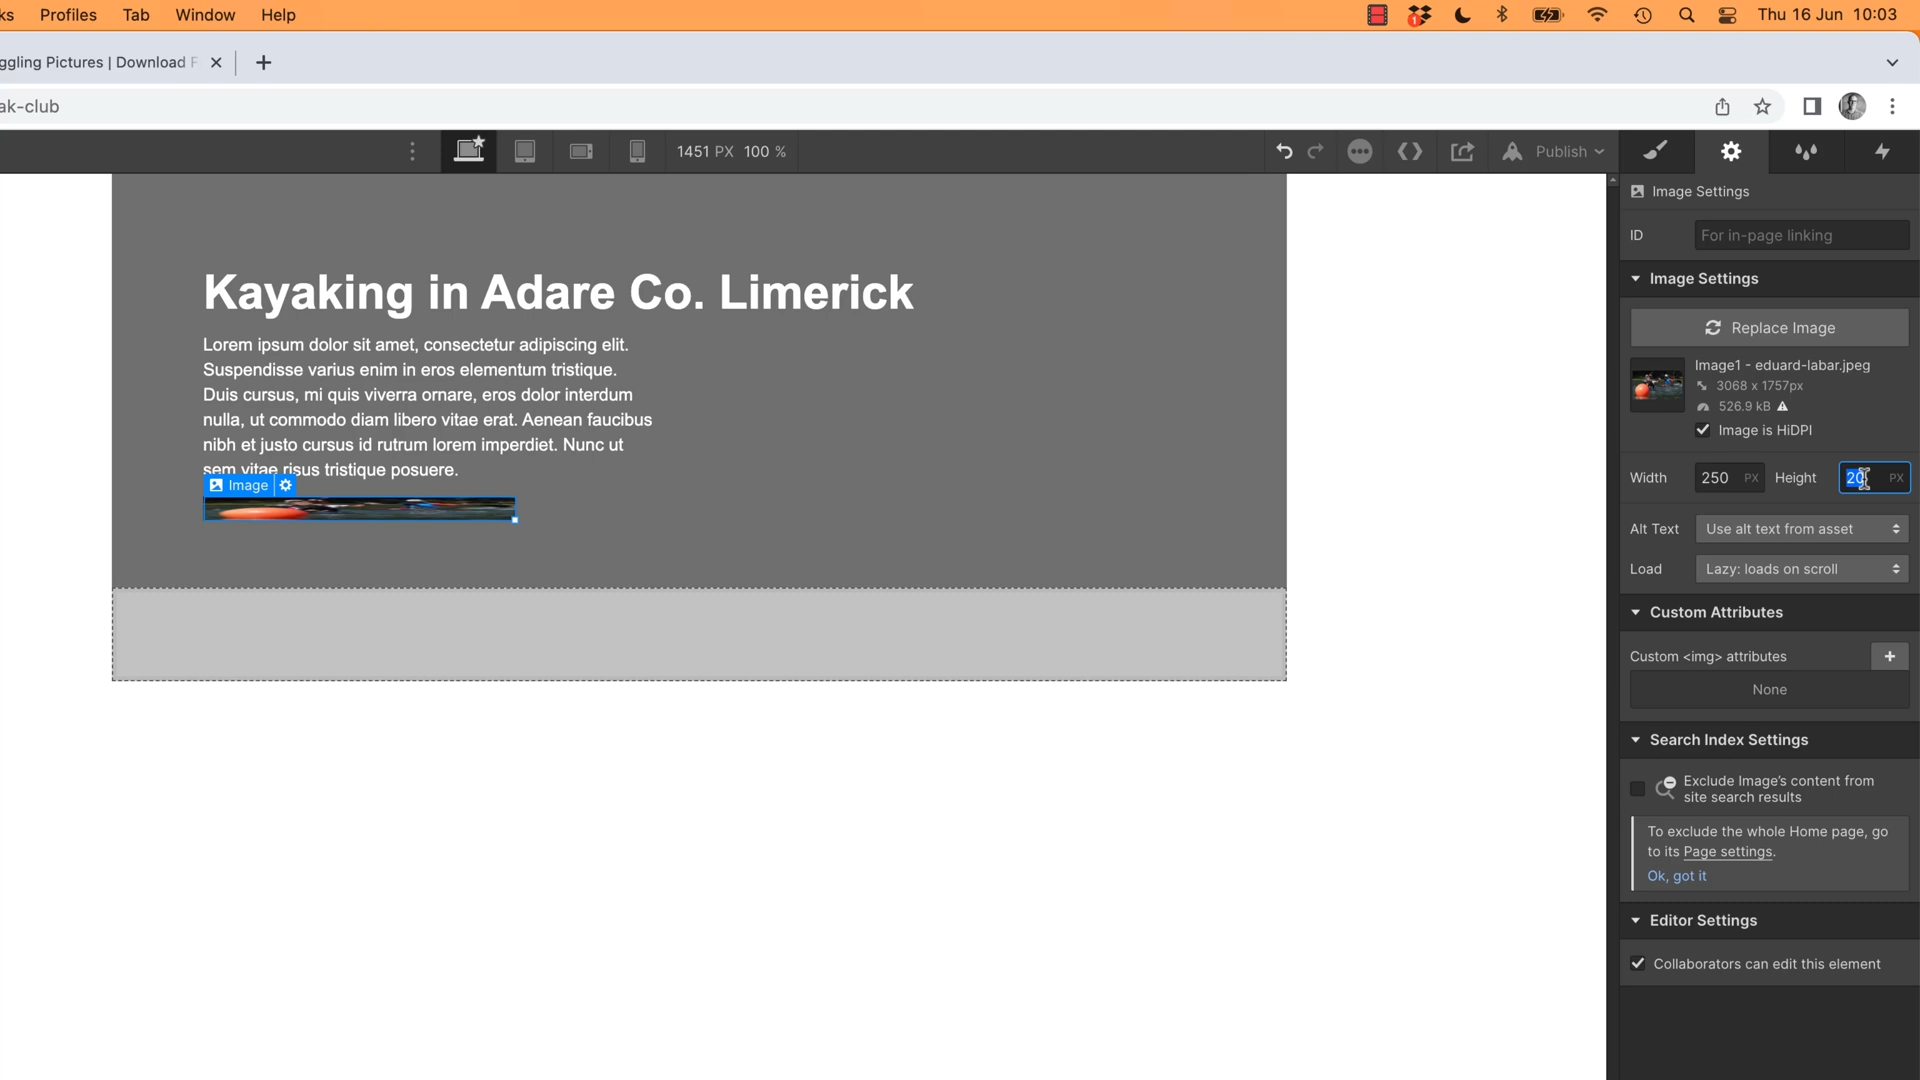 ks Profiles Tab Window Help
1
Thu 16 Jun 10:03
ggling Pictures | Download F
ak-club
1451 PX 100 %
Publish
Image Settings
ID For in-page linking
Image Settings
Replace Image
Image1 - eduard-labar.jpeg
3068 x 1757px
526.9 kB
Image is HiDPI
Width 250 PX Height 20 PX
Alt Text Use alt text from asset
Load Lazy: loads on scroll
Custom Attributes
Custom <img> attributes
None
Search Index Settings
Exclude Image's content from
site search results
To exclude the whole Home page, go
to its Page settings.
Ok, got it
Editor Settings
Collaborators can edit this element
Kayaking in Adare Co. Limerick
Lorem ipsum dolor sit amet, consectetur adipiscing elit.
Suspendisse varius enim in eros elementum tristique.
Duis cursus, mi quis viverra ornare, eros dolor interdum
nulla, ut commodo diam libero vitae erat. Aenean faucibus
nibh et justo cursus id rutrum lorem imperdiet. Nunc ut
sem vitae risus tristique posuere.
Image